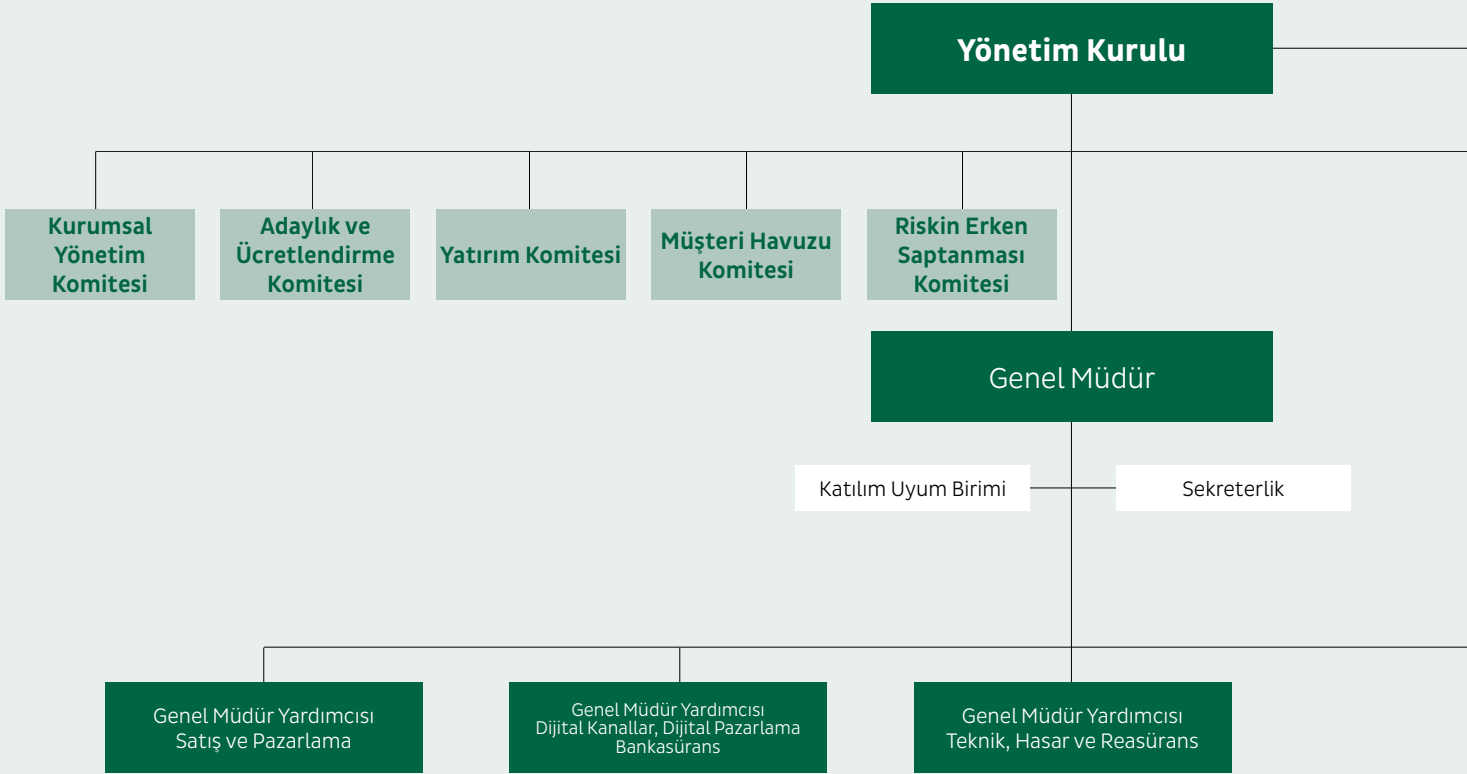 Yönetim Kurulu
Kurumsal
Yönetim
Komitesi
Adaylık ve
Ücretlendirme
Komitesi
Yatırım Komitesi
Müşteri Havuzu
Komitesi
Riskin Erken
Saptanması
Komitesi
Genel Müdür
Katılım Uyum Birimi
Sekreterlik
Genel Müdür Yardımcısı
Satış ve Pazarlama
Genel Müdür Yardımcısı
Dijital Kanallar, Dijital Pazarlama
Bankasürans
Genel Müdür Yardımcısı
Teknik, Hasar ve Reasürans